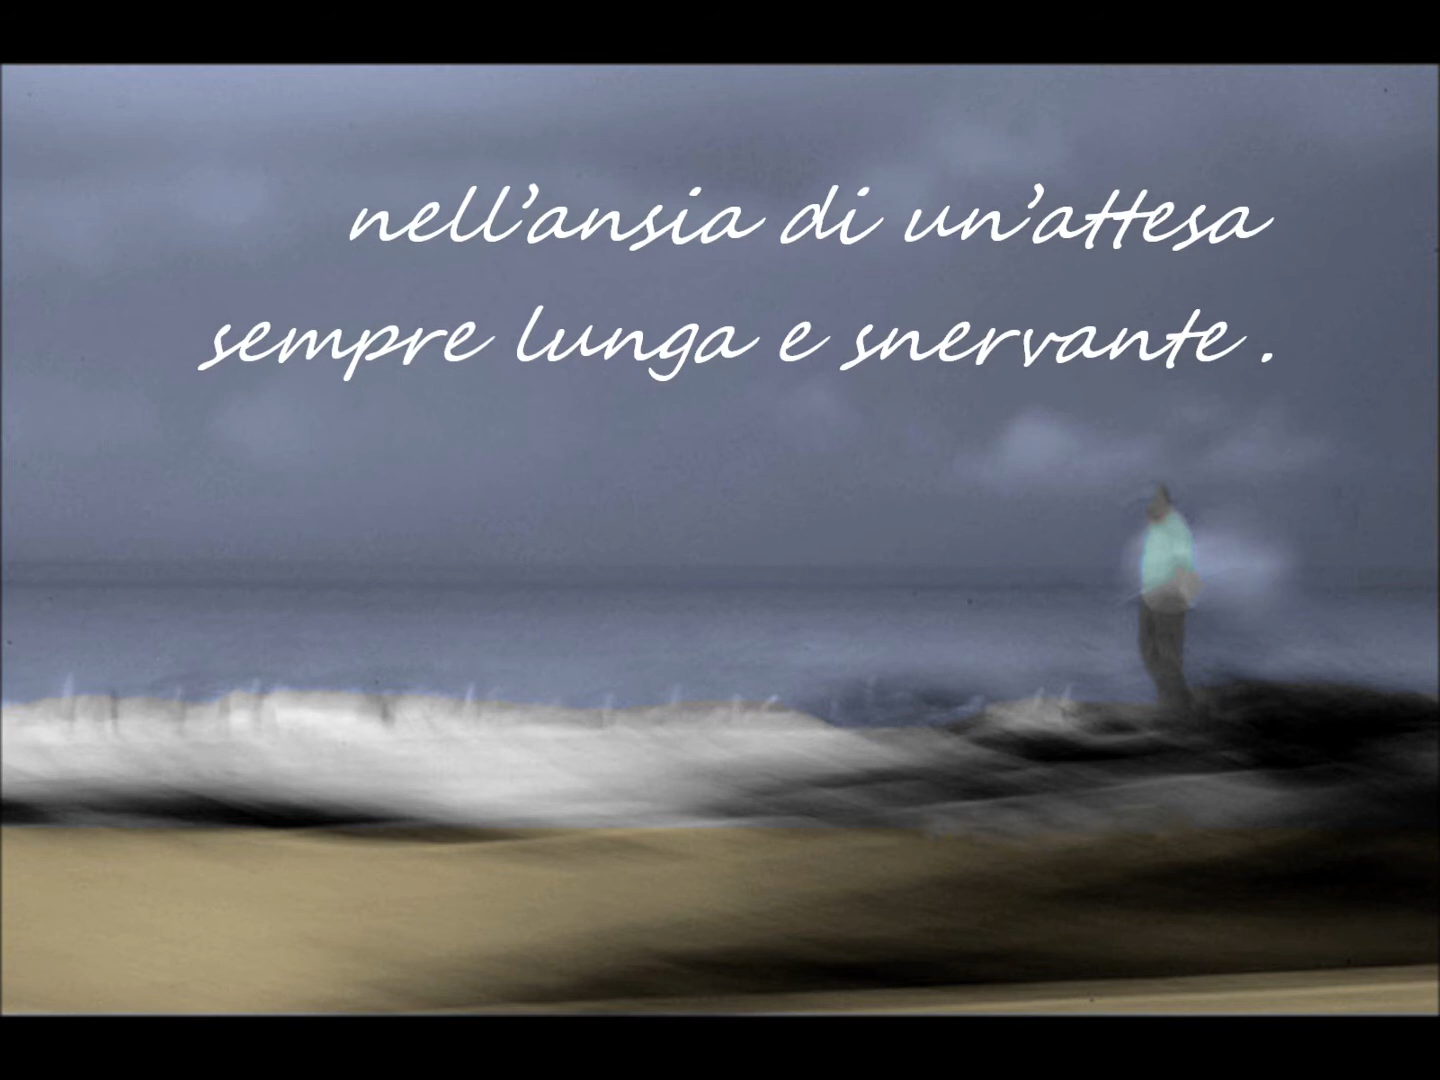 nell'ansia di un'attesa
sempre lunga e snervante .